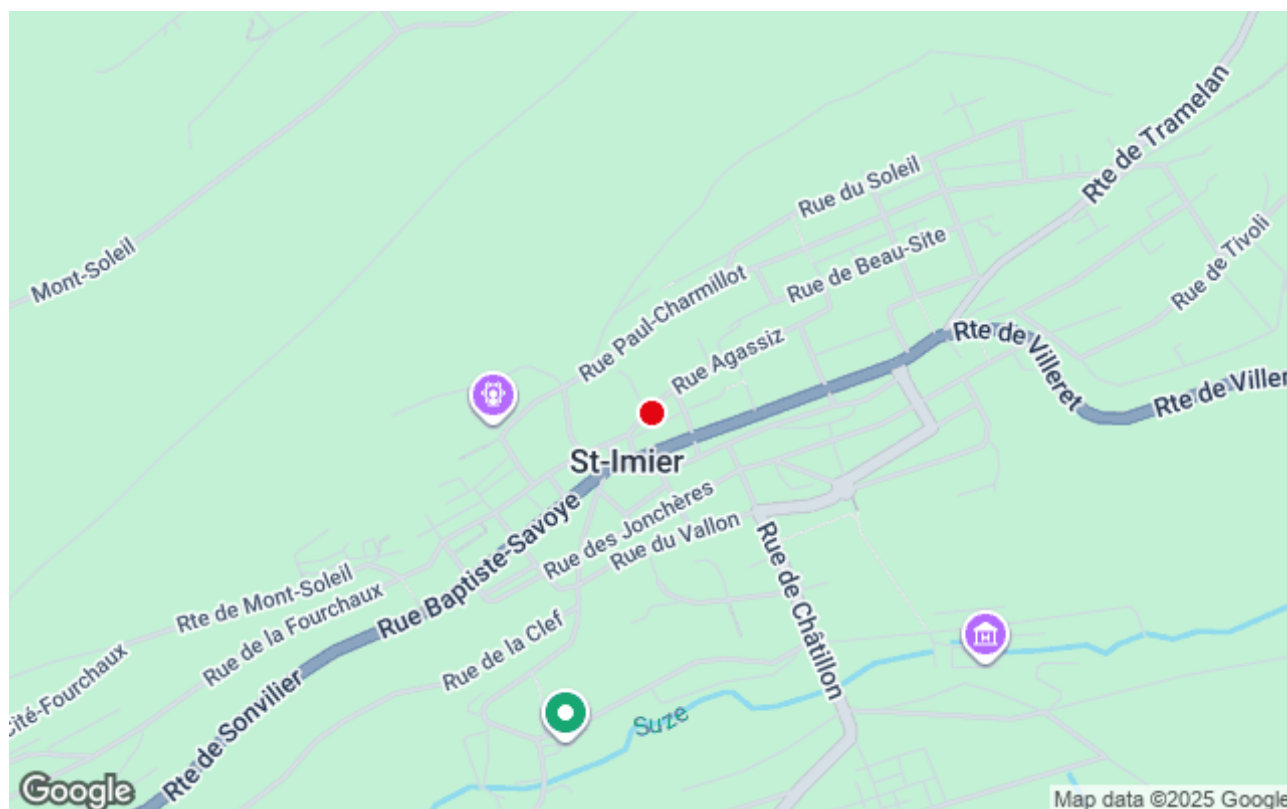 Rte de Tramelan
Rue du Soleil
Rue de Tivoli
Mont-Soleil
Rue de Beau-Site
Rue Paul-Charmillot
Rue Agassiz
Rte de Villeret
Rte de Viller
St-Imier
Rue des Jonchères
Rue du Vallon
Rue Baptiste-Savoye
Rte de Mont-Soleil
Rue de la Fourchaux
Rue de Châtillon
Rue de la Clef
Cité-Fourchaux
Rte de Sonvilier
Suze
Google
Map data ©2025 Google